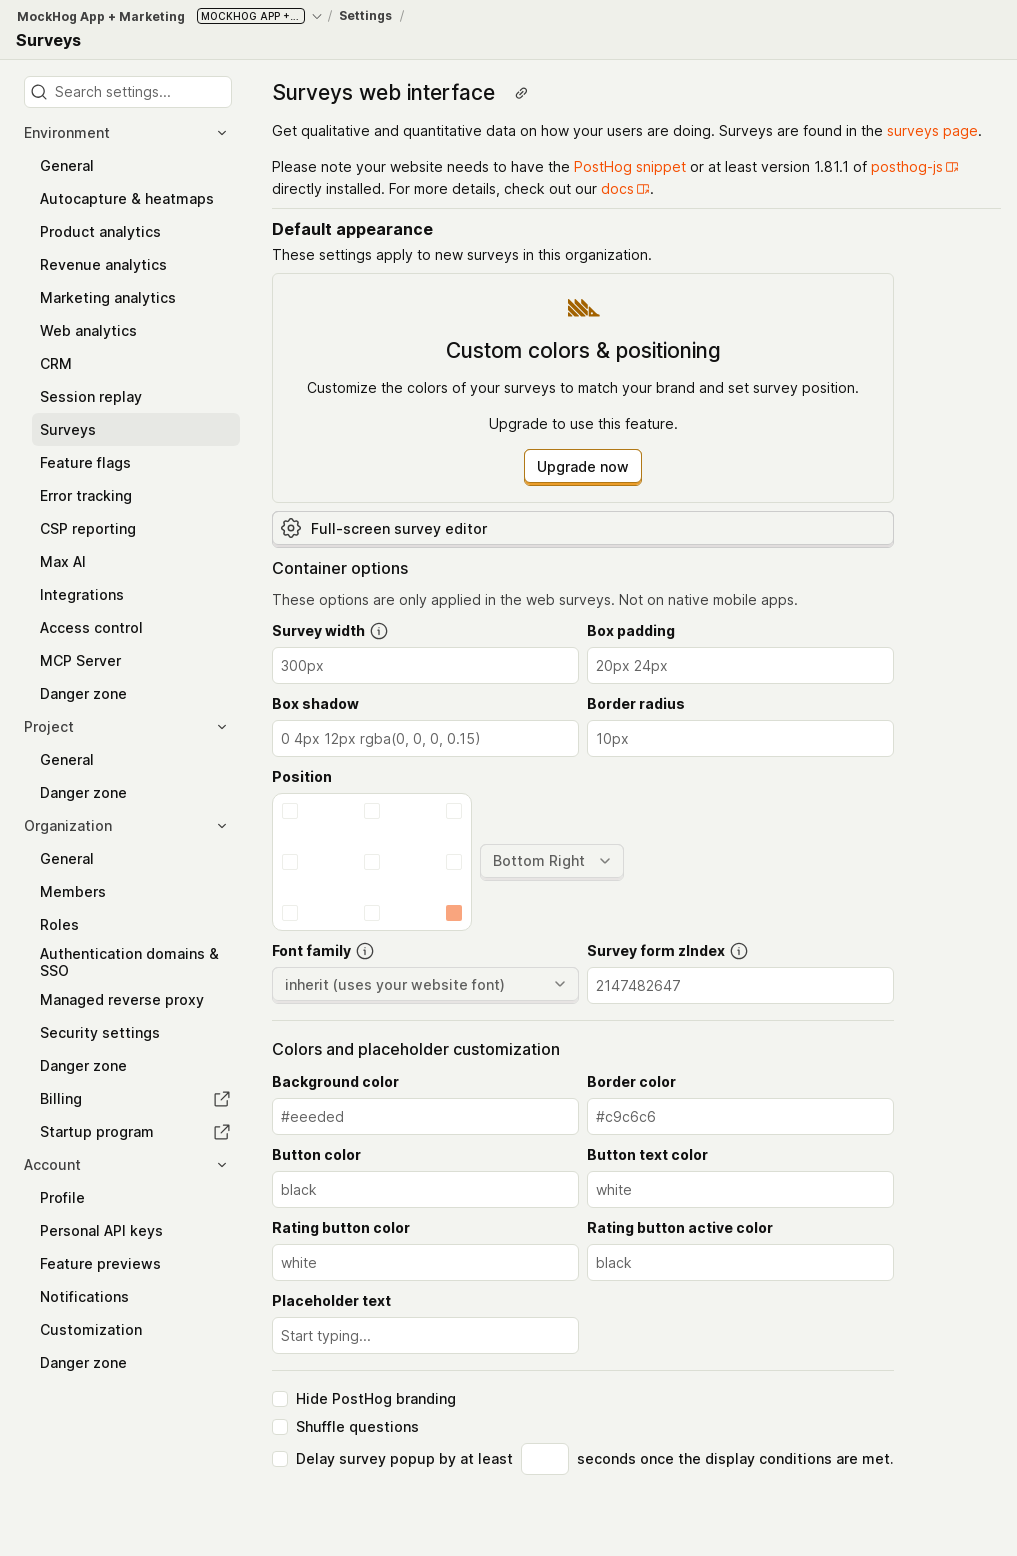 MockHog App + Marketing MOCKHOG APP +... / Settings /
Surveys
Search settings...
Environment
General
Autocapture & heatmaps
Product analytics
Revenue analytics
Marketing analytics
Web analytics
CRM
Session replay
Surveys
Feature flags
Error tracking
CSP reporting
Max AI
Integrations
Access control
MCP Server
Danger zone
Project
General
Danger zone
Organization
General
Members
Roles
Authentication domains &
SSO
Managed reverse proxy
Security settings
Danger zone
Billing
Startup program
Account
Profile
Personal API keys
Feature previews
Notifications
Customization
Danger zone
Surveys web interface
Get qualitative and quantitative data on how your users are doing. Surveys are found in the surveys page.
Please note your website needs to have the PostHog snippet or at least version 1.81.1 of posthog-js
directly installed. For more details, check out our docs.
Default appearance
These settings apply to new surveys in this organization.
Custom colors & positioning
Customize the colors of your surveys to match your brand and set survey position.
Upgrade to use this feature.
Upgrade now
Full-screen survey editor
Container options
These options are only applied in the web surveys. Not on native mobile apps.
Survey width Box padding
300px 20px 24px
Box shadow Border radius
0 4px 12px rgba(0, 0, 0, 0.15) 10px
Position
Bottom Right
Font family Survey form zIndex
inherit (uses your website font) 2147482647
Colors and placeholder customization
Background color Border color
#eeeded #c9c6c6
Button color Button text color
black white
Rating button color Rating button active color
white black
Placeholder text
Start typing...
Hide PostHog branding
Shuffle questions
Delay survey popup by at least seconds once the display conditions are met.